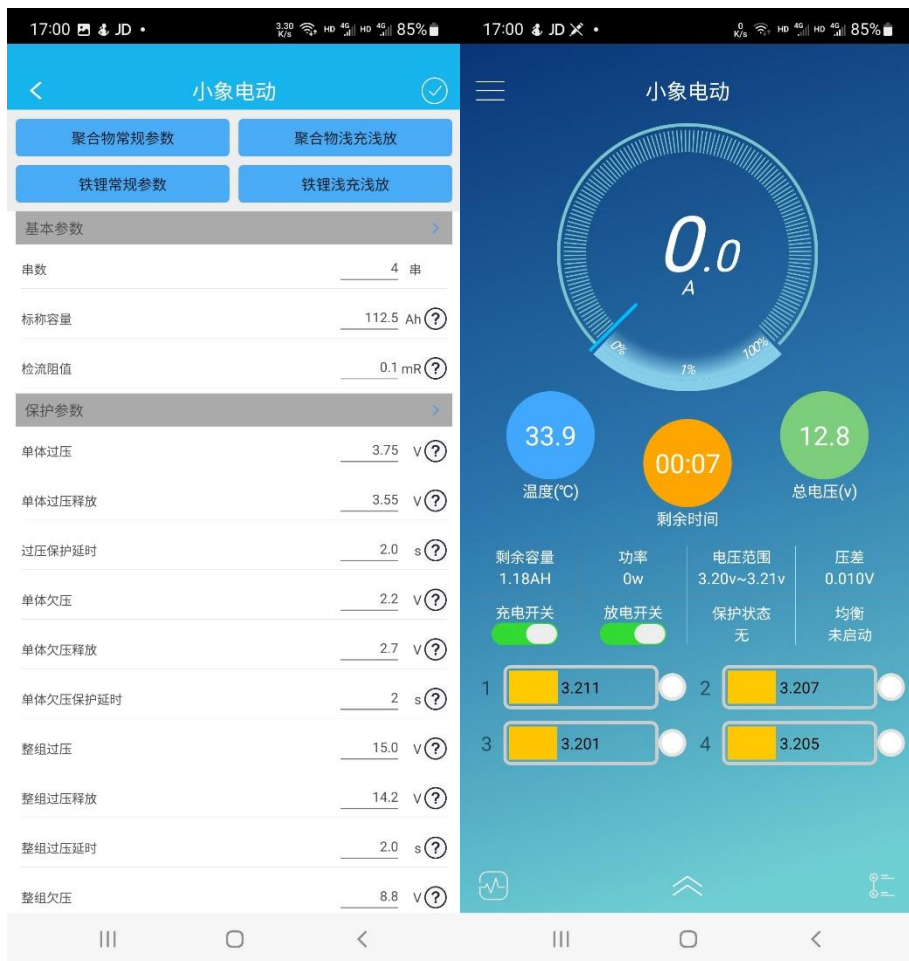 17:00 JD •
3.30 K/s HD 4G HD 4G 85%
小象电动
聚合物常规参数
聚合物浅充浅放
铁锂常规参数
铁锂浅充浅放
基本参数
串数 4 串
标称容量 112.5 Ah ?
检流阻值 0.1 mR ?
保护参数
单体过压 3.75 V ?
单体过压释放 3.55 V ?
过压保护延时 2.0 s ?
单体欠压 2.2 V ?
单体欠压释放 2.7 V ?
单体欠压保护延时 2 s ?
整组过压 15.0 V ?
整组过压释放 14.2 V ?
整组过压延时 2.0 s ?
整组欠压 8.8 V ?
17:00 JD •
0 K/s HD 4G HD 4G 85%
小象电动
0.0
A
0% 1% 100%
33.9
温度(℃)
00:07
剩余时间
12.8
总电压(v)
剩余容量 功率 电压范围 压差
1.18AH 0w 3.20v~3.21v 0.010V
充电开关 放电开关 保护状态 均衡
无 未启动
1 3.211 2 3.207
3 3.201 4 3.205